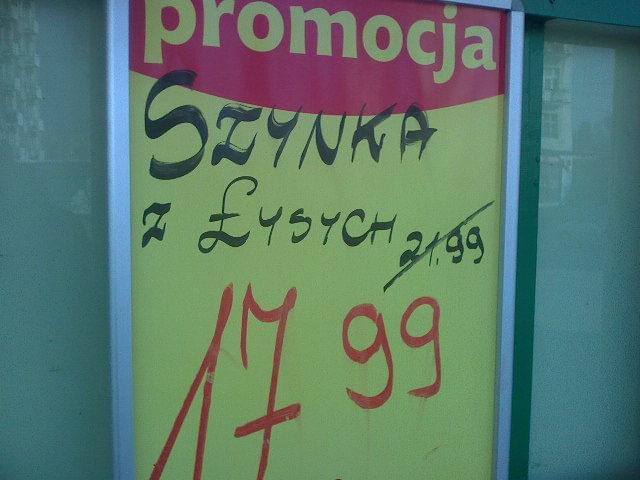 promocja
SZYNKA
z ŁYSYCH 21.99
17 99